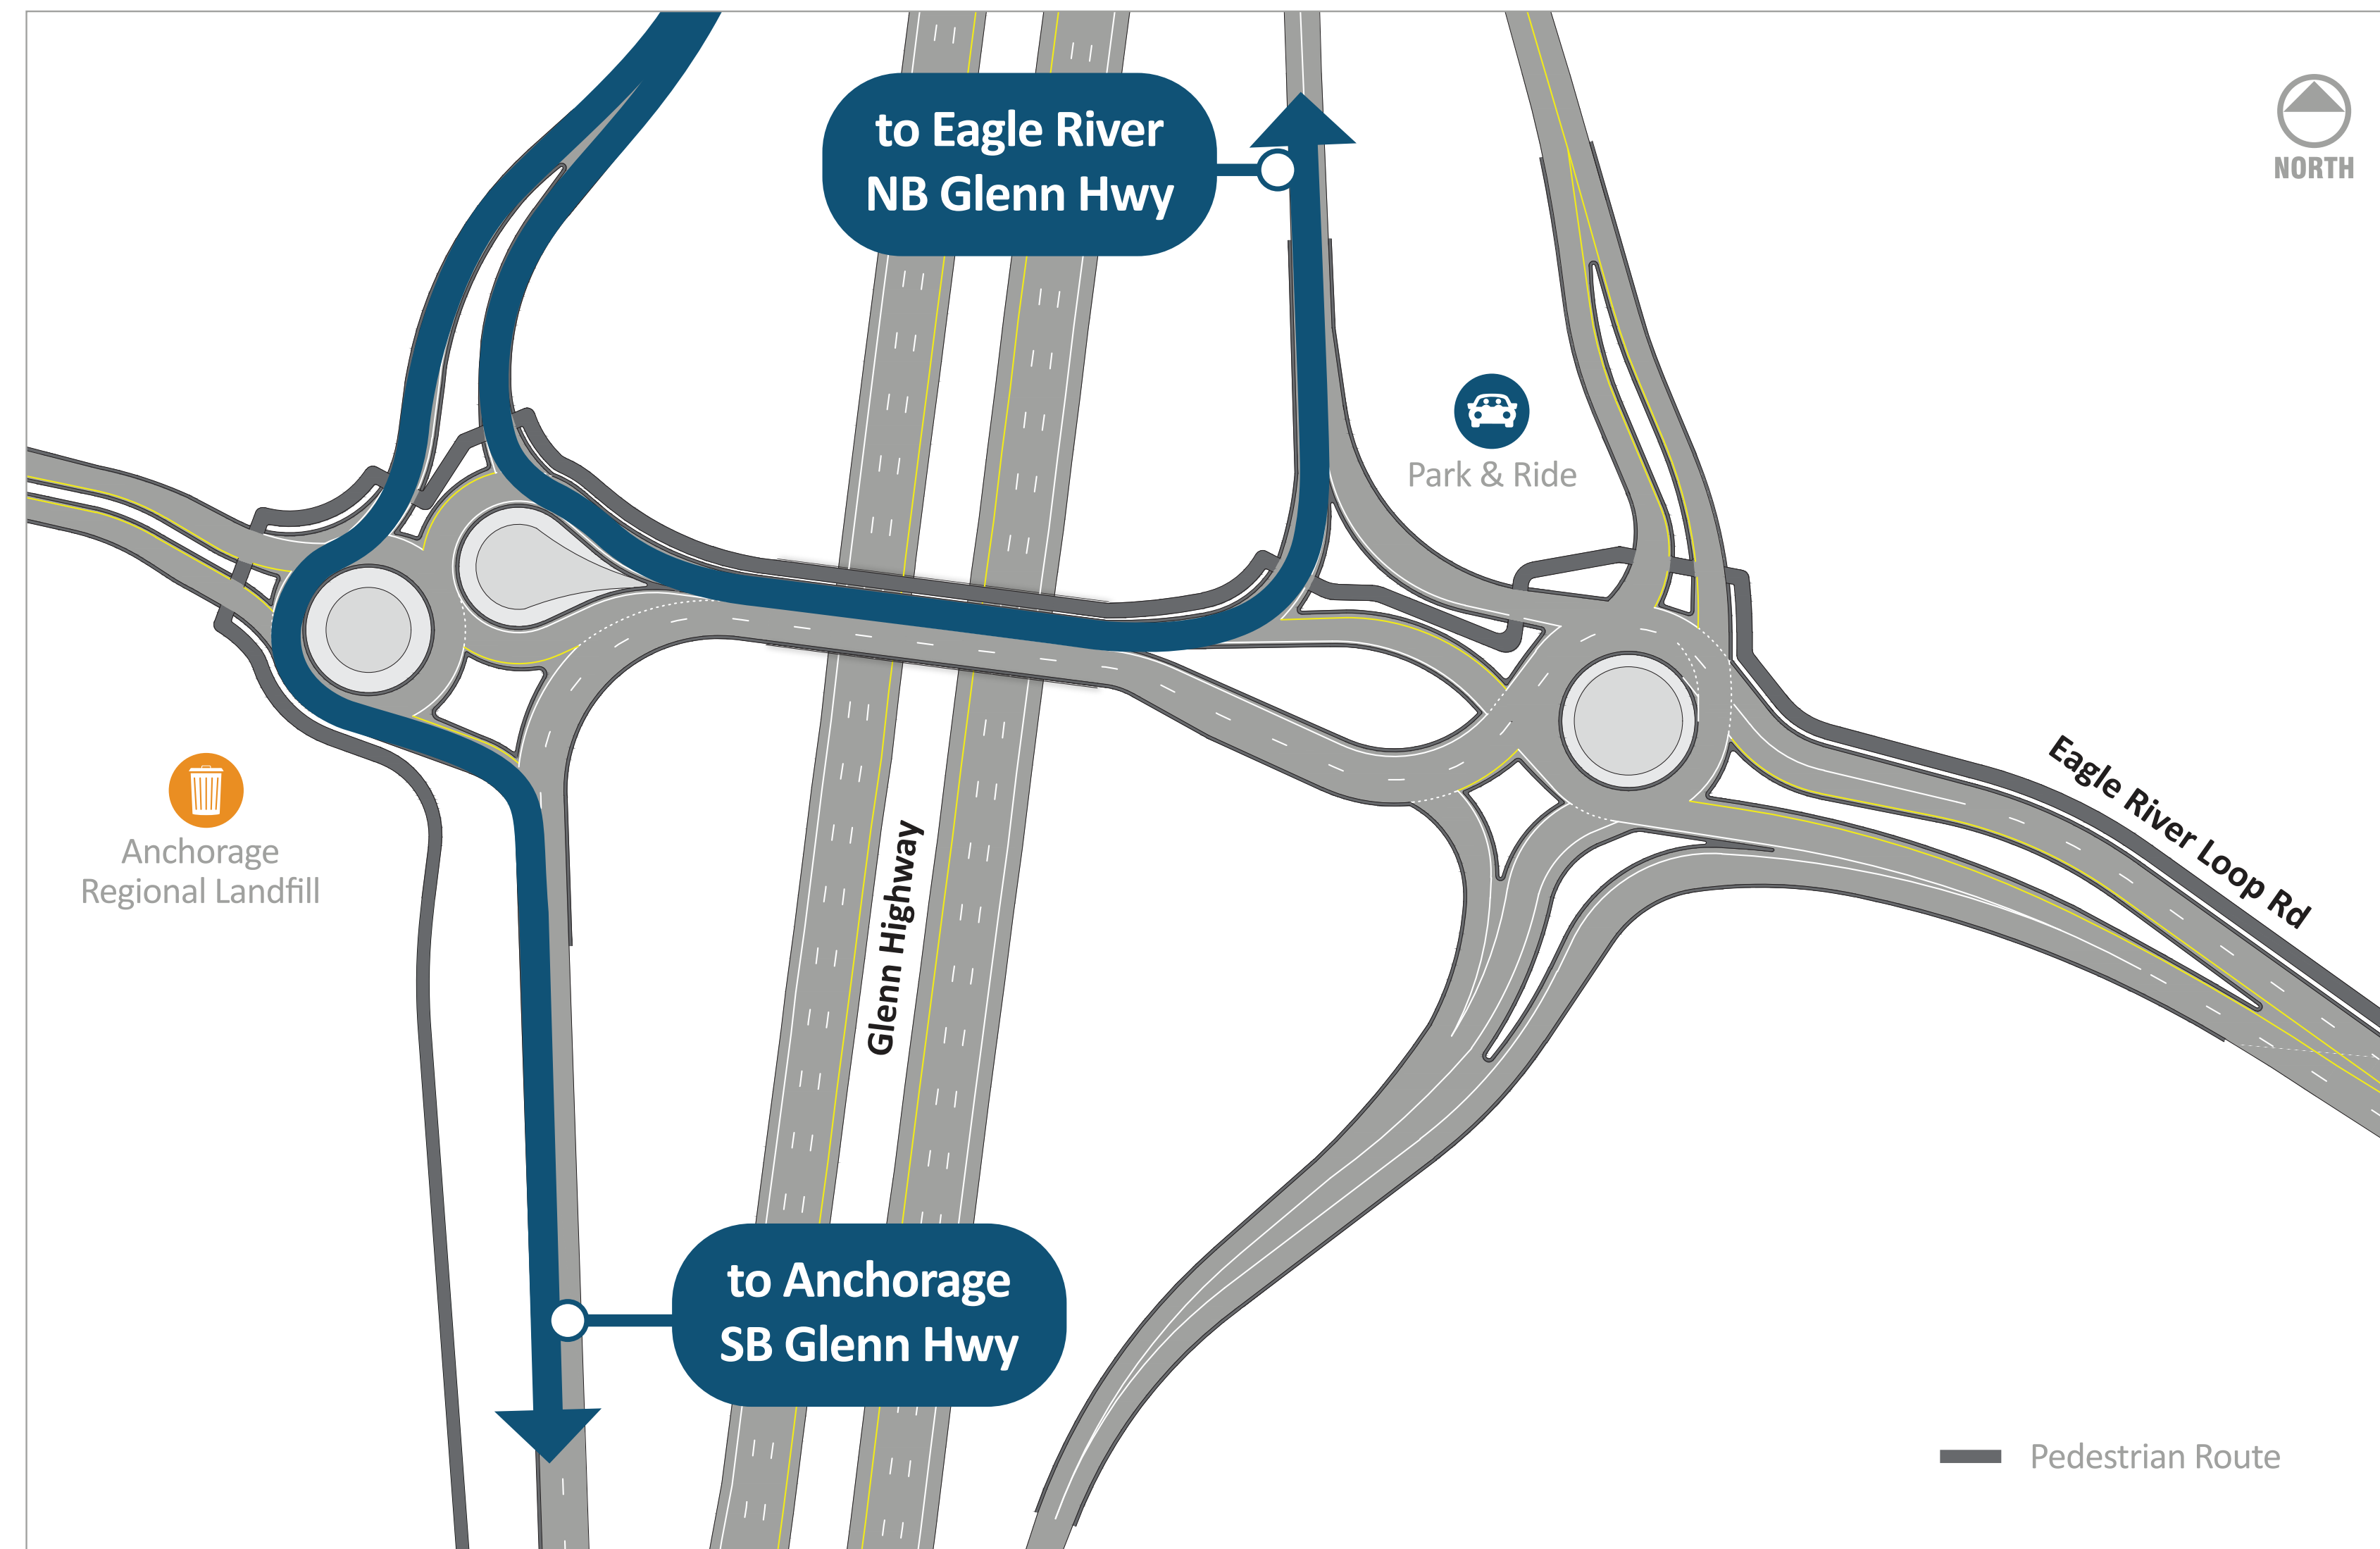 to Eagle River
NB Glenn Hwy
NORTH
Park & Ride
Eagle River Loop Rd
Anchorage
Regional Landfill
Glenn Highway
to Anchorage
SB Glenn Hwy
Pedestrian Route